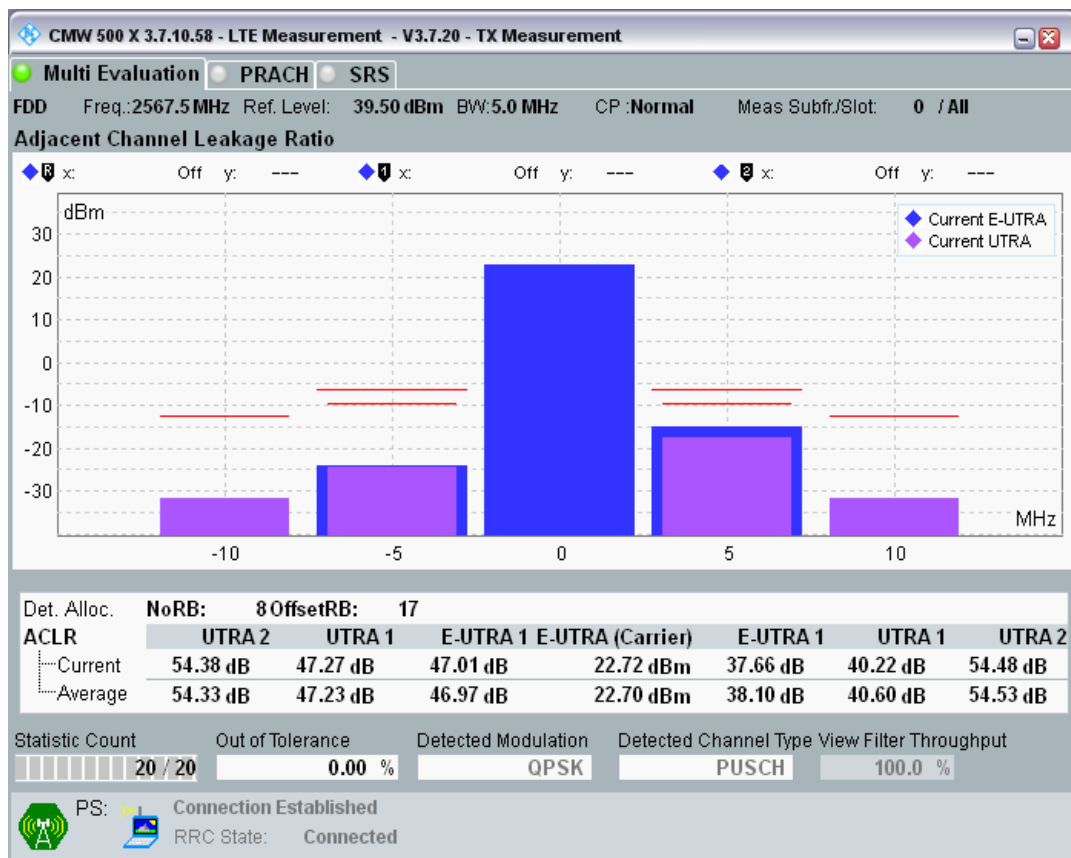 CMW 500 X 3.7.10.58 - LTE Measurement - V3.7.20 - TX Measurement
Multi Evaluation PRACH SRS
FDD Freq.:2567.5 MHz Ref. Level: 39.50 dBm BW:5.0 MHz CP :Normal Meas Subfr./Slot: 0 / All
Adjacent Channel Leakage Ratio
R x: Off y: --- 1 x: Off y: --- 2 x: Off y: ---
dBm
Current E-UTRA
Current UTRA
30
20
10
0
-10
-20
-30
MHz
-10 -5 0 5 10
Det. Alloc. NoRB: 8 OffsetRB: 17
ACLR UTRA 2 UTRA 1 E-UTRA 1 E-UTRA (Carrier) E-UTRA 1 UTRA 1 UTRA 2
Current 54.38 dB 47.27 dB 47.01 dB 22.72 dBm 37.66 dB 40.22 dB 54.48 dB
Average 54.33 dB 47.23 dB 46.97 dB 22.70 dBm 38.10 dB 40.60 dB 54.53 dB
Statistic Count Out of Tolerance Detected Modulation Detected Channel Type View Filter Throughput
20 / 20 0.00 % QPSK PUSCH 100.0 %
PS: Connection Established
RRC State: Connected